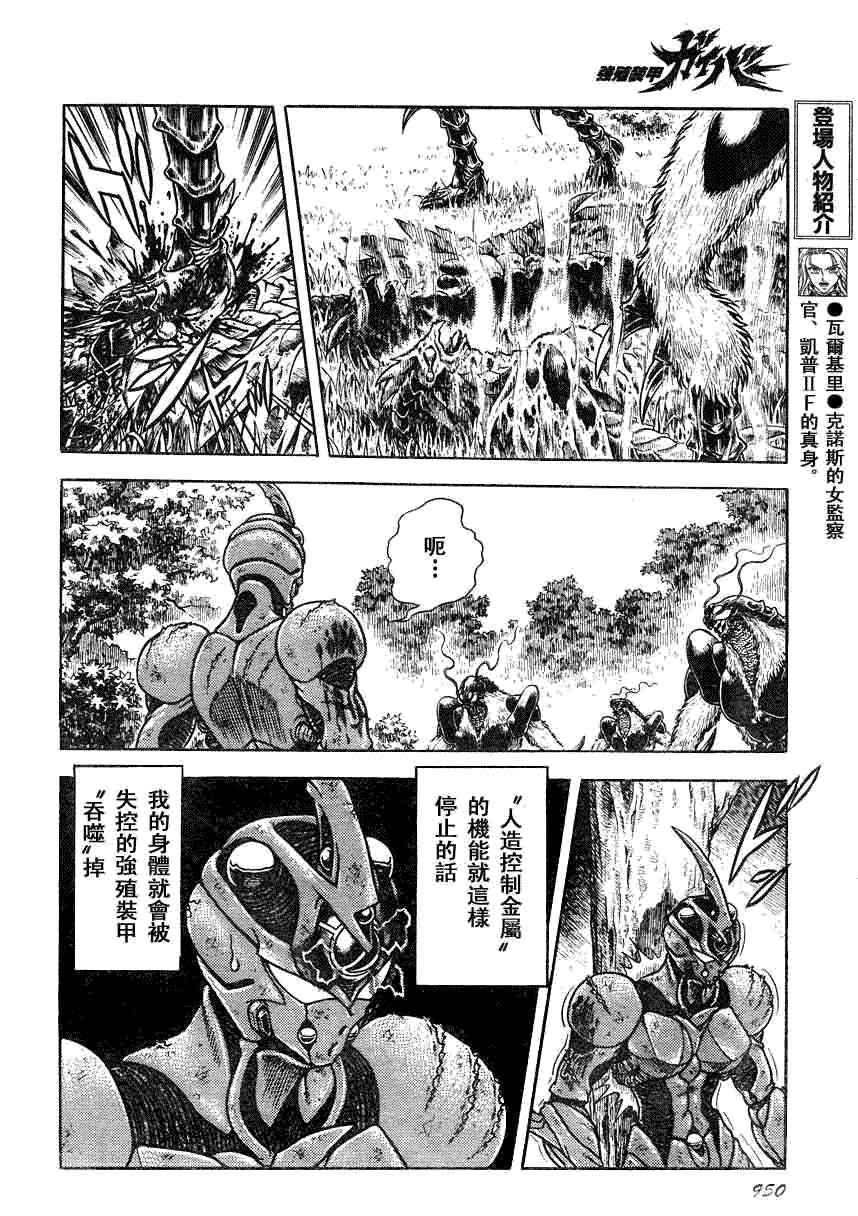 強殖裝甲ガイバー
登場人物紹介
●瓦爾基里●克諾斯的女監察
官、凱普ⅡF的真身。
呃…
〝人造控制金屬〞
的機能就這樣
停止的話
我的身體就會被
失控的強殖裝甲
〝吞噬〞掉
950